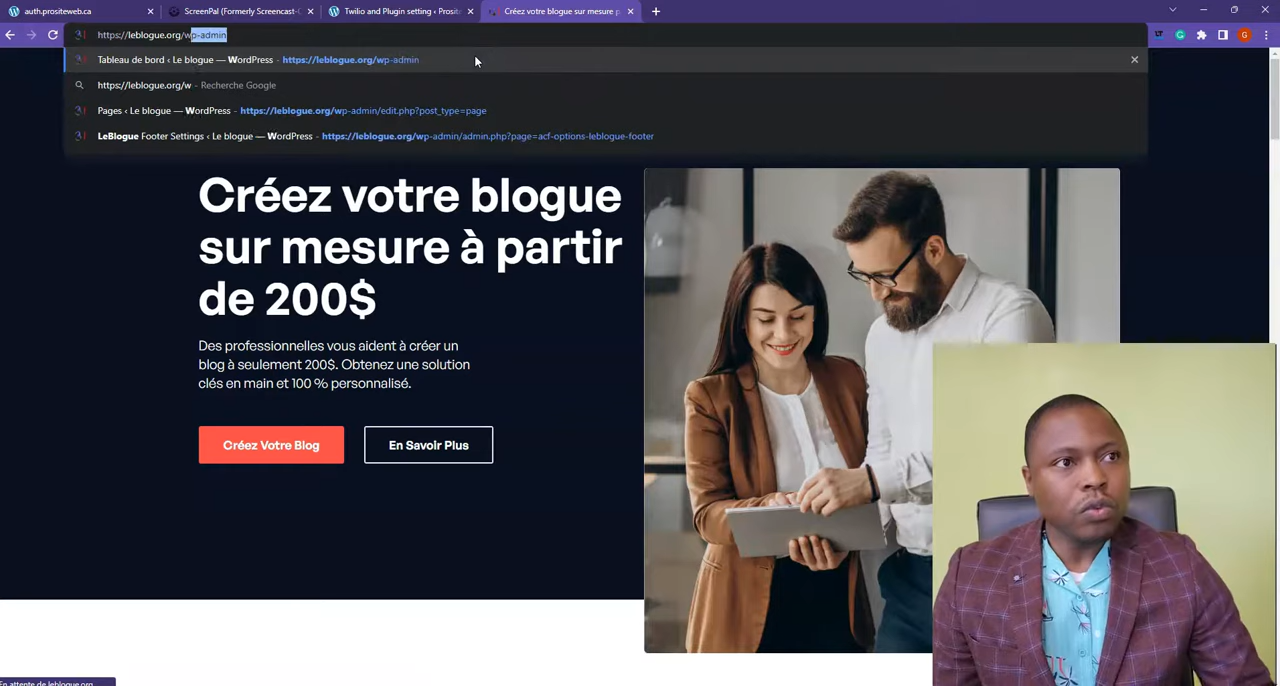 auth.prositeweb.ca
ScreenPal (Formerly Screencast-O
Twilio and Plugin setting ‹ Prosite
Créez votre blogue sur mesure p
https://leblogue.org/wp-admin
Tableau de bord ‹ Le blogue — WordPress - https://leblogue.org/wp-admin
https://leblogue.org/w - Recherche Google
Pages ‹ Le blogue — WordPress - https://leblogue.org/wp-admin/edit.php?post_type=page
LeBlogue Footer Settings ‹ Le blogue — WordPress - https://leblogue.org/wp-admin/admin.php?page=acf-options-leblogue-footer
Créez votre blogue
sur mesure à partir
de 200$
Des professionnelles vous aident à créer un
blog à seulement 200$. Obtenez une solution
clés en main et 100 % personnalisé.
Créez Votre Blog
En Savoir Plus
En attente de leblogue.org